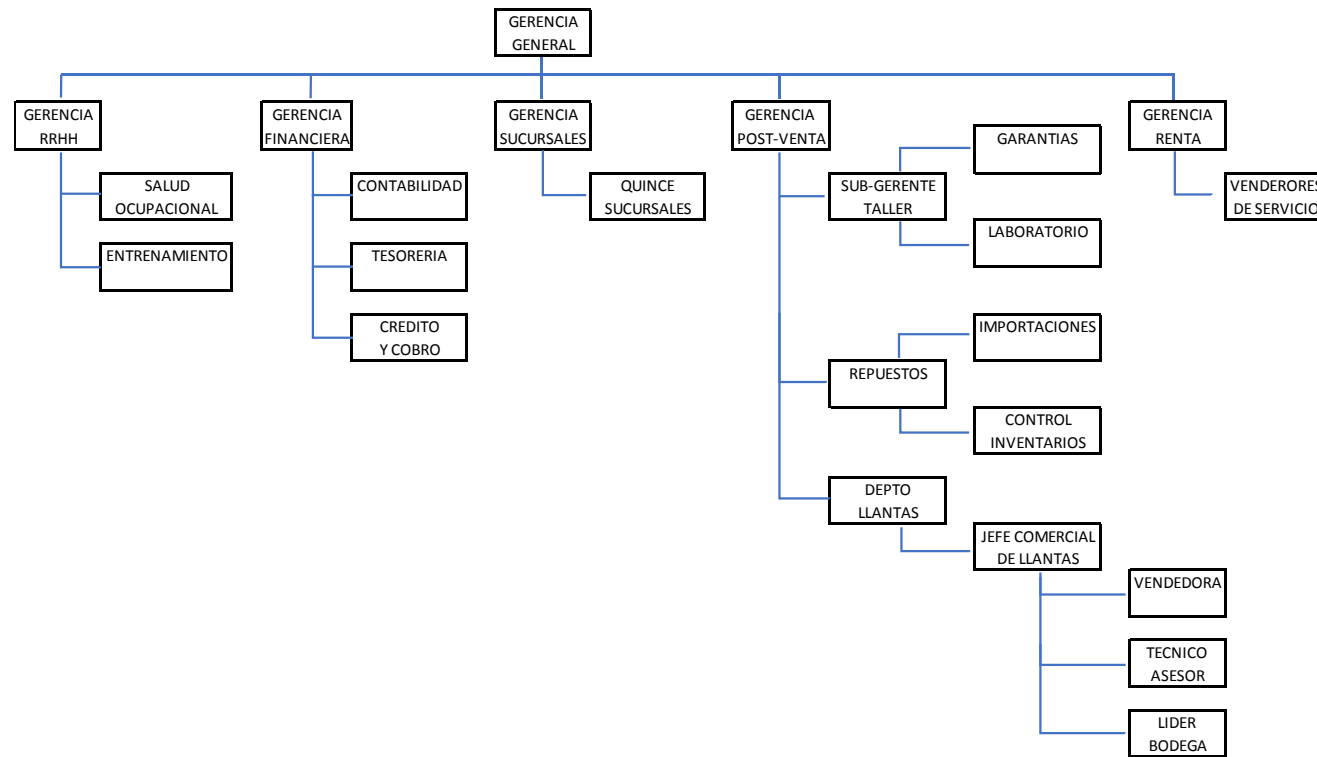 GERENCIA
GENERAL
GERENCIA
RRHH
GERENCIA
FINANCIERA
GERENCIA
SUCURSALES
GERENCIA
POST-VENTA
GERENCIA
RENTA
SALUD
OCUPACIONAL
ENTRENAMIENTO
CONTABILIDAD
TESORERIA
CREDITO
Y COBRO
QUINCE
SUCURSALES
SUB-GERENTE
TALLER
GARANTIAS
LABORATORIO
REPUESTOS
IMPORTACIONES
CONTROL
INVENTARIOS
DEPTO
LLANTAS
JEFE COMERCIAL
DE LLANTAS
VENDEDORA
TECNICO
ASESOR
LIDER
BODEGA
VENDERORES
DE SERVICIO